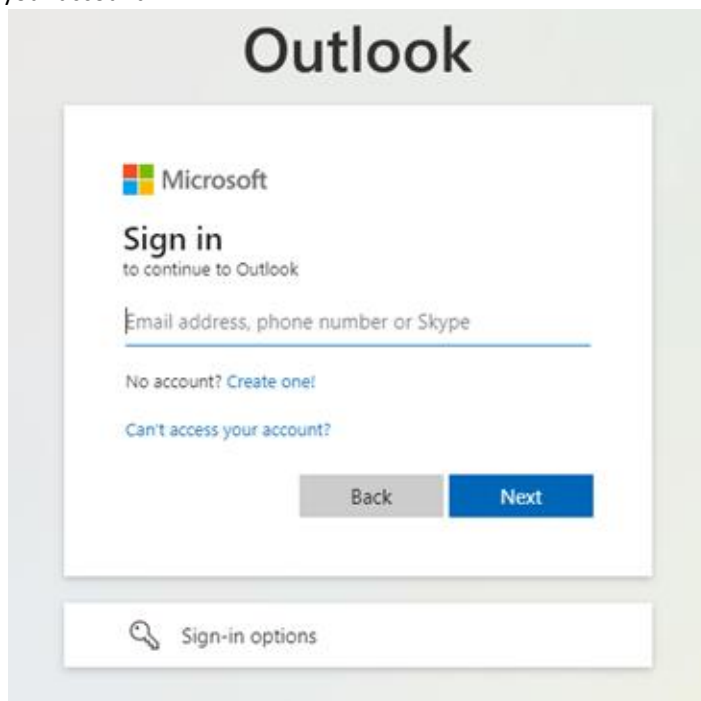 Outlook
Microsoft
Sign in
to continue to Outlook
Email address, phone number or Skype
No account? Create one!
Can't access your account?
Back Next
Sign-in options